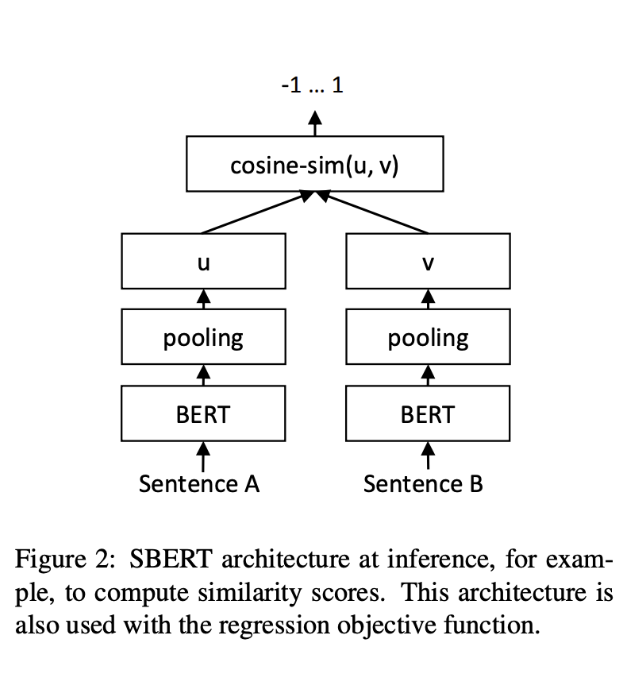 -1 ... 1
cosine-sim(u, v)
u v
pooling pooling
BERT BERT
Sentence A Sentence B
Figure 2: SBERT architecture at inference, for exam-
ple, to compute similarity scores. This architecture is
also used with the regression objective function.